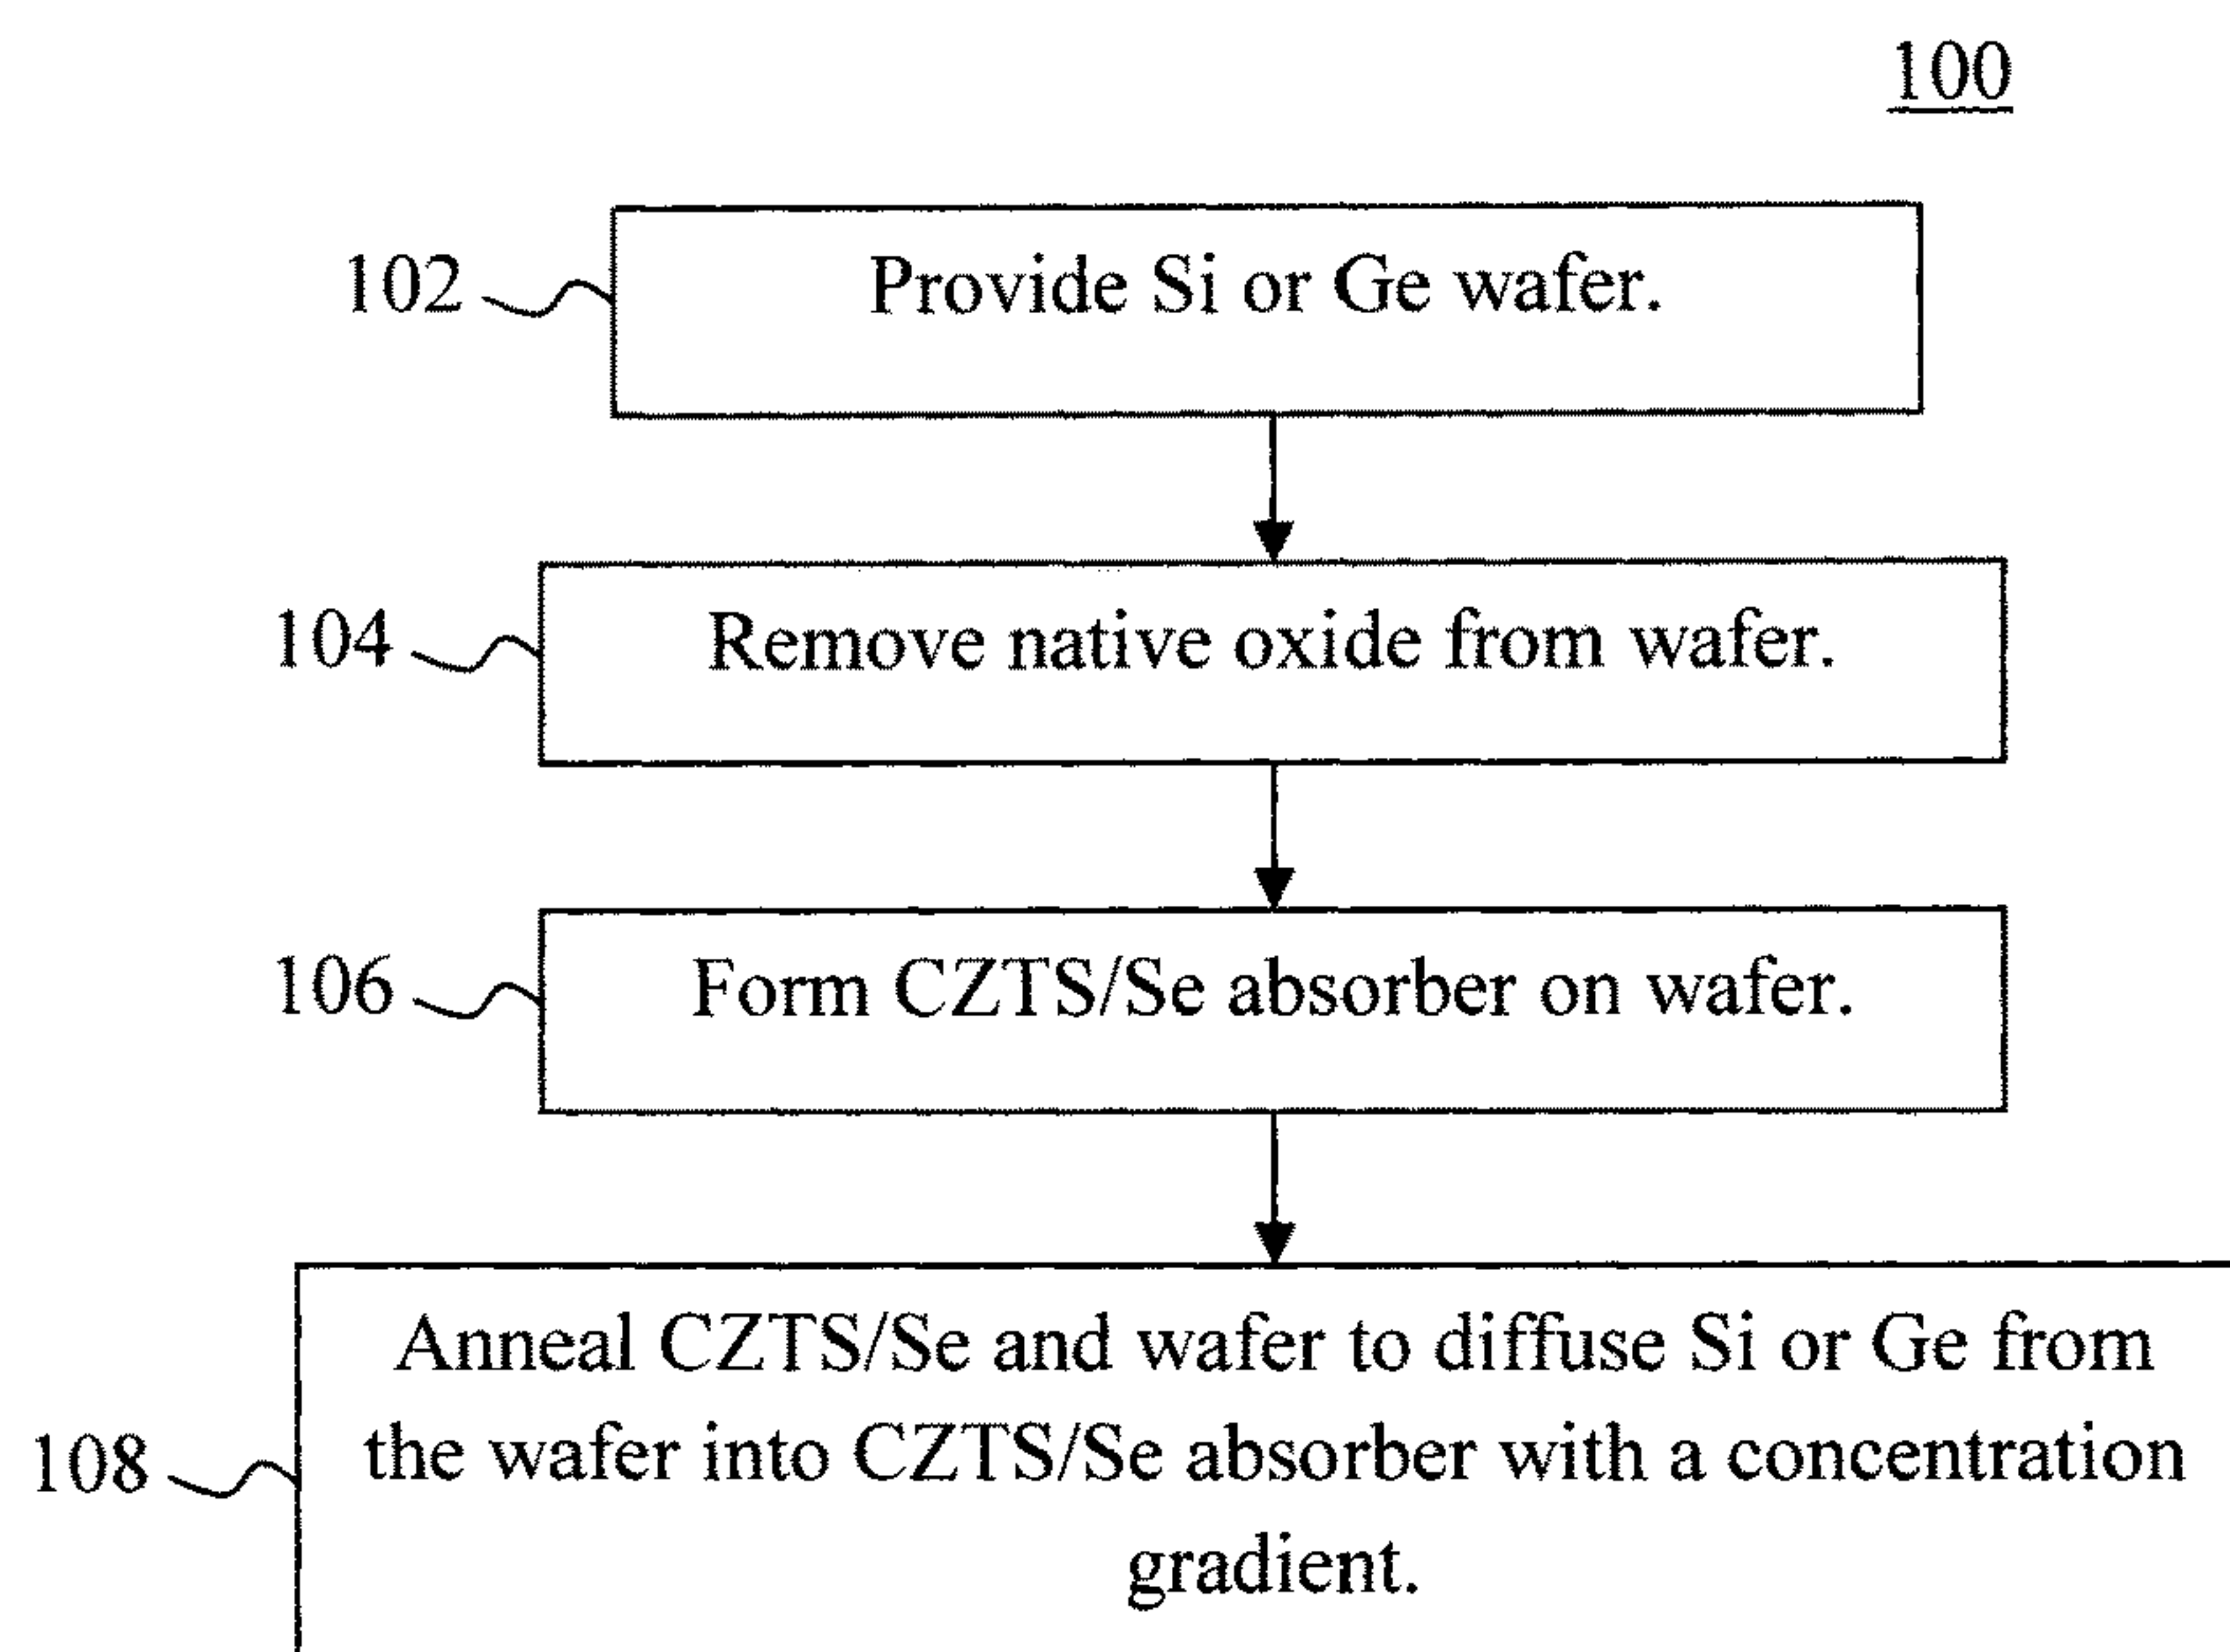 100
102 Provide Si or Ge wafer.
104 Remove native oxide from wafer.
106 Form CZTS/Se absorber on wafer.
Anneal CZTS/Se and wafer to diffuse Si or Ge from
108 the wafer into CZTS/Se absorber with a concentration
gradient.